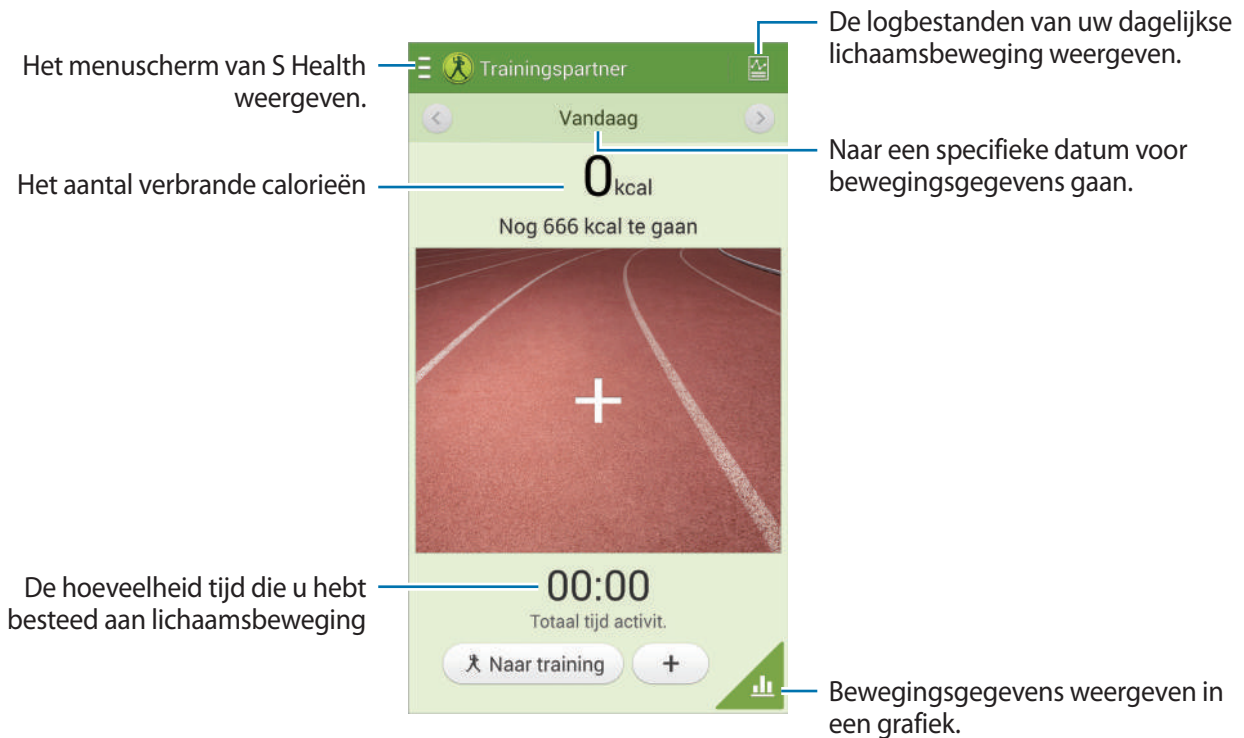 De logbestanden van uw dagelijkse
lichaamsbeweging weergeven.
Het menuscherm van S Health
weergeven.
Trainingspartner
Vandaag
Naar een specifieke datum voor
bewegingsgegevens gaan.
Het aantal verbrande calorieën
0 kcal
Nog 666 kcal te gaan
De hoeveelheid tijd die u hebt
besteed aan lichaamsbeweging
00:00
Totaal tijd activit.
Naar training
+
Bewegingsgegevens weergeven in
een grafiek.